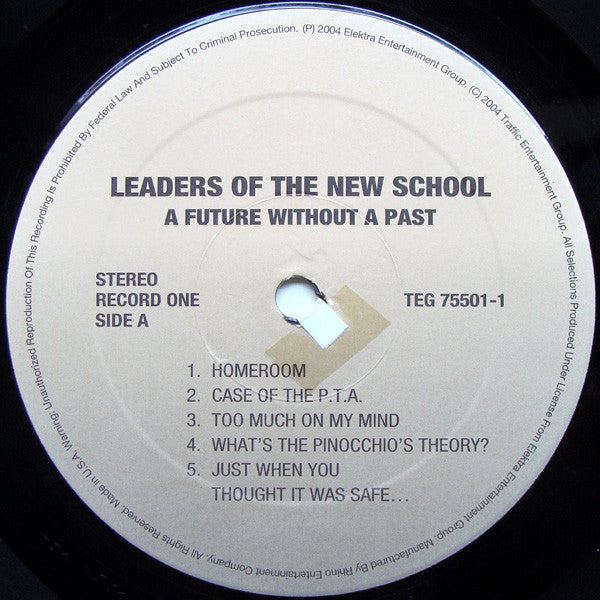 LEADERS OF THE NEW SCHOOL
A FUTURE WITHOUT A PAST
STEREO
RECORD ONE
SIDE A
TEG 75501-1
1. HOMEROOM
2. CASE OF THE P.T.A.
3. TOO MUCH ON MY MIND
4. WHAT'S THE PINOCCHIO'S THEORY?
5. JUST WHEN YOU
THOUGHT IT WAS SAFE...
(P) 2004 Elektra Entertainment Group. (C) 2004 Traffic Entertainment Group. All Selections Produced Under License From Elektra Entertainment Group. Manufactured By Rhino Entertainment Company. All Rights Reserved. Made in U.S.A. Warning: Unauthorized Reproduction Of This Recording Is Prohibited By Federal Law And Subject To Criminal Prosecution.